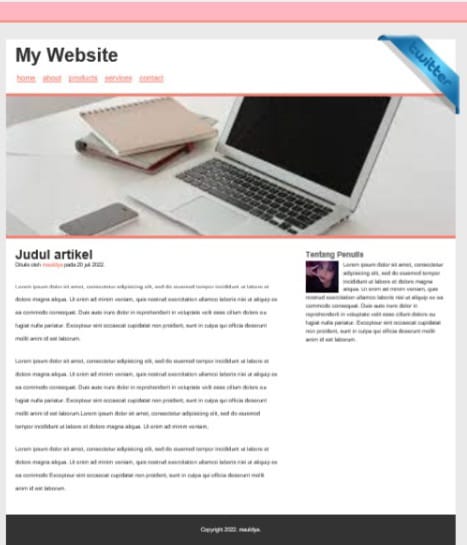 My Website
home about products services contact
twitter
Judul artikel
Ditulis oleh mauldya pada 20 juli 2022.
Lorem ipsum dolor sit amet, consectetur adipiscing elit, sed do eiusmod tempor incididunt ut labore et
dolore magna aliqua. Ut enim ad minim veniam, quis nostrud exercitation ullamco laboris nisi ut aliquip ex
ea commodo consequat. Duis aute irure dolor in reprehenderit in voluptate velit esse cillum dolore eu
fugiat nulla pariatur. Excepteur sint occaecat cupidatat non proident, sunt in culpa qui officia deserunt
mollit anim id est laborum.
Lorem ipsum dolor sit amet, consectetur adipiscing elit, sed do eiusmod tempor incididunt ut labore et
dolore magna aliqua. Ut enim ad minim veniam, quis nostrud exercitation ullamco laboris nisi ut aliquip ex
ea commodo consequat. Duis aute irure dolor in reprehenderit in voluptate velit esse cillum dolore eu
fugiat nulla pariatur. Excepteur sint occaecat cupidatat non proident, sunt in culpa qui officia deserunt
mollit anim id est laborum.Lorem ipsum dolor sit amet, consectetur adipiscing elit, sed do eiusmod
tempor incididunt ut labore et dolore magna aliqua. Ut enim ad minim veniam,
Lorem ipsum dolor sit amet, consectetur adipiscing elit, sed do eiusmod tempor incididunt ut labore et
dolore magna aliqua. Ut enim ad minim veniam, quis nostrud exercitation ullamco laboris nisi ut aliquip ex
ea commodo Excepteur sint occaecat cupidatat non proident, sunt in culpa qui officia deserunt mollit
anim id est laborum.
Tentang Penulis
Lorem ipsum dolor sit amet, consectetur
adipiscing elit, sed do eiusmod tempor
incididunt ut labore et dolore magna
aliqua. Ut enim ad minim veniam, quis
nostrud exercitation ullamco laboris nisi ut aliquip ex ea
commodo consequat. Duis aute irure dolor in
reprehenderit in voluptate velit esse cillum dolore eu
fugiat nulla pariatur. Excepteur sint occaecat cupidatat
non proident, sunt in culpa qui officia deserunt mollit
anim id est laborum.
Copyright 2022. mauldya.